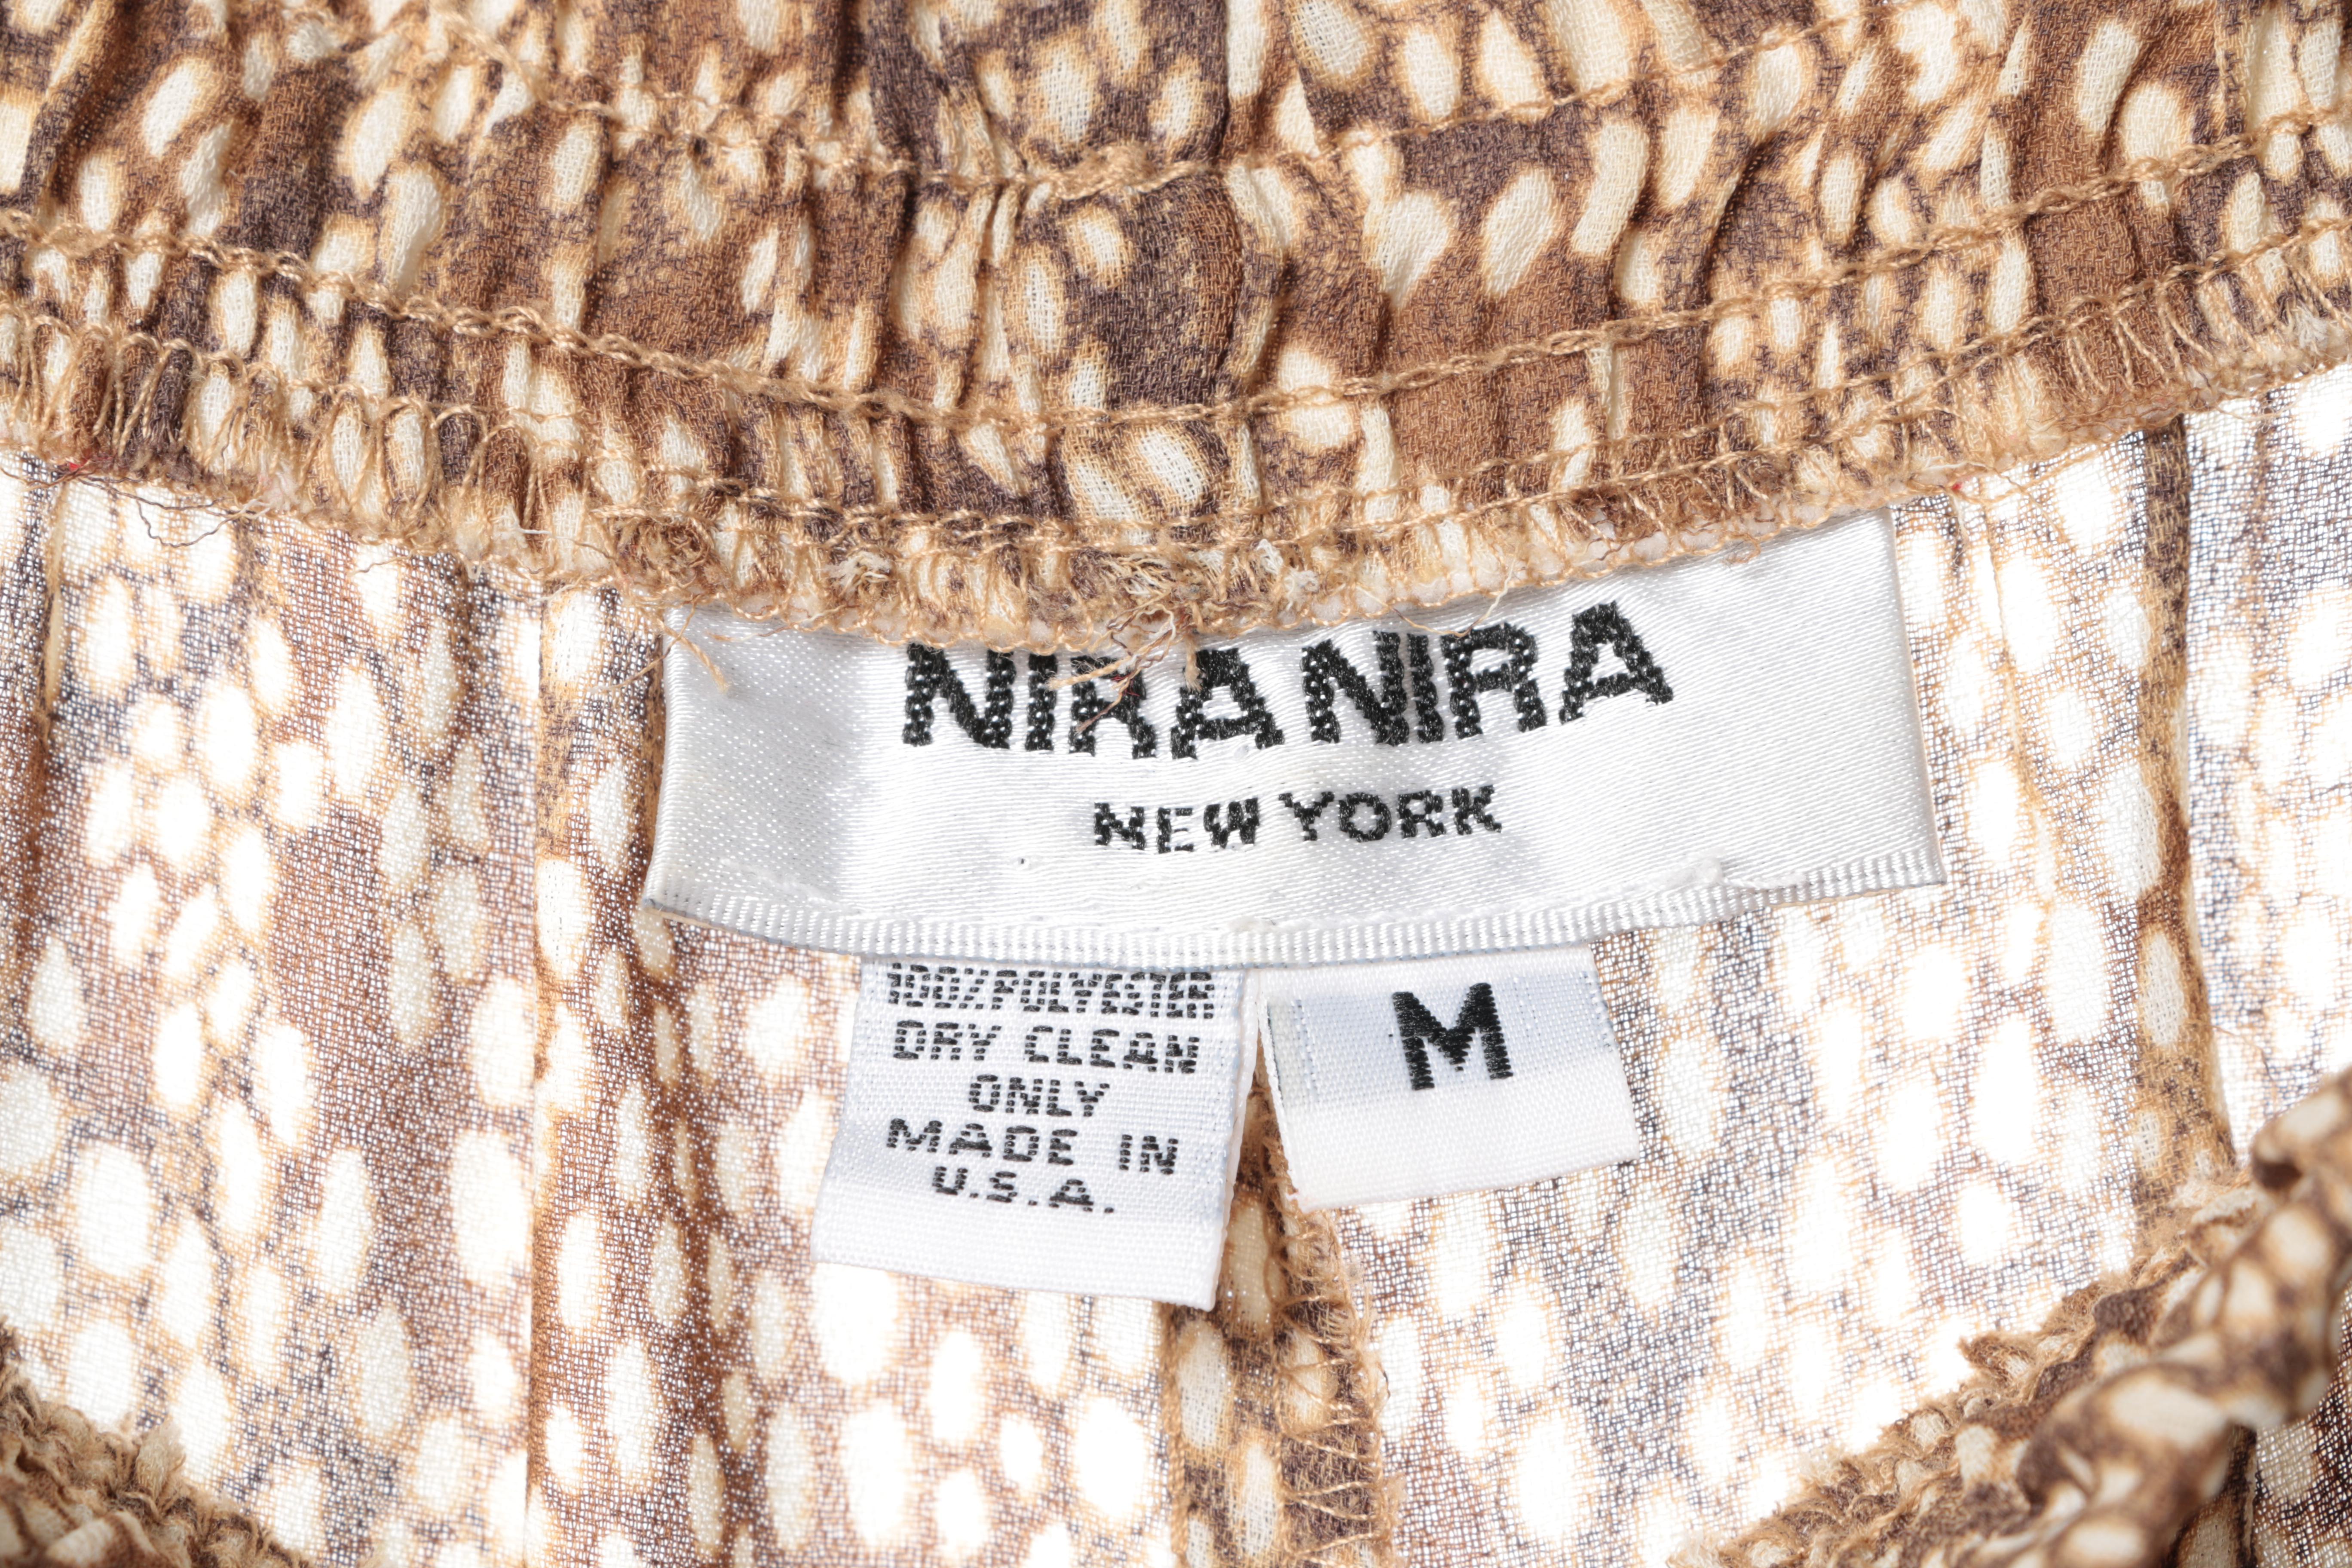 NIRA NIRA
NEW YORK
100% POLYESTER
DRY CLEAN
ONLY
MADE IN
U.S.A.
M